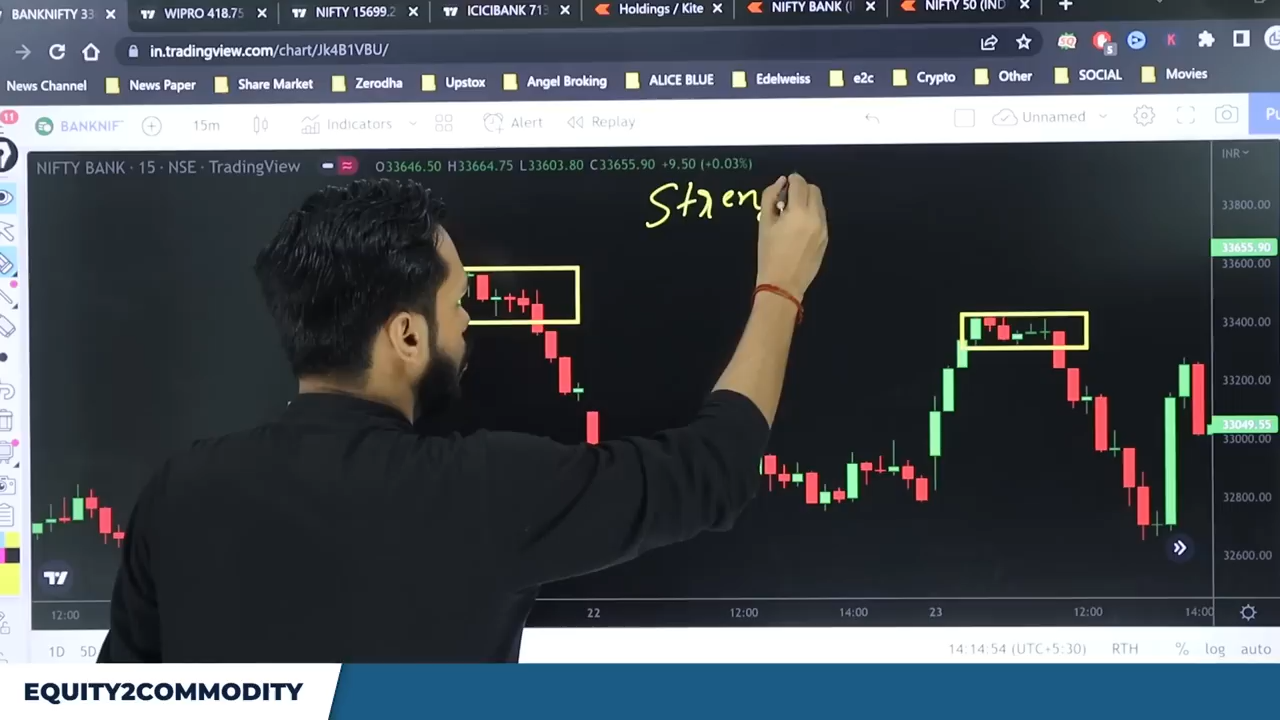 BANKNIFTY 33
WIPRO 418.75
NIFTY 15699.2
ICICIBANK 713
Holdings / Kite
NIFTY BANK (I
NIFTY 50 (IND
in.tradingview.com/chart/Jk4B1VBU/
News Channel News Paper Share Market Zerodha Upstox Angel Broking ALICE BLUE Edelweiss e2c Crypto Other SOCIAL Movies
11 BANKNIF 15m Indicators Alert Replay Unnamed Pu
NIFTY BANK · 15 · NSE · TradingView O33646.50 H33664.75 L33603.80 C33655.90 +9.50 (+0.03%) INR
Stren
33800.00
33655.90
33600.00
33400.00
33200.00
33049.55
33000.00
32800.00
32600.00
12:00 22 12:00 14:00 23 12:00 14:00
1D 5D 14:14:54 (UTC+5:30) RTH % log auto
EQUITY2COMMODITY